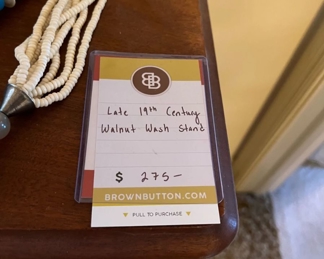 BB
Late 19th Century
Walnut Wash Stand
$ 275-
BROWNBUTTON.COM
▼ PULL TO PURCHASE ▼